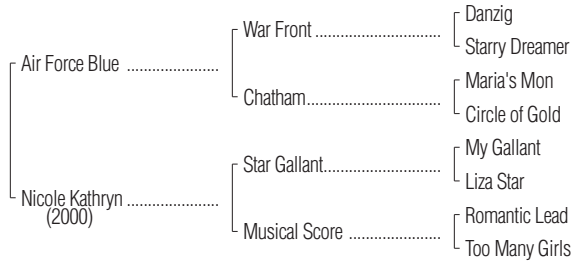 Danzig
War Front ..........................................
Starry Dreamer
Air Force Blue ......................
Maria's Mon
Chatham.............................................
Circle of Gold
My Gallant
Star Gallant.......................................
Liza Star
Nicole Kathryn ......................
(2000)
Romantic Lead
Musical Score ...............................
Too Many Girls